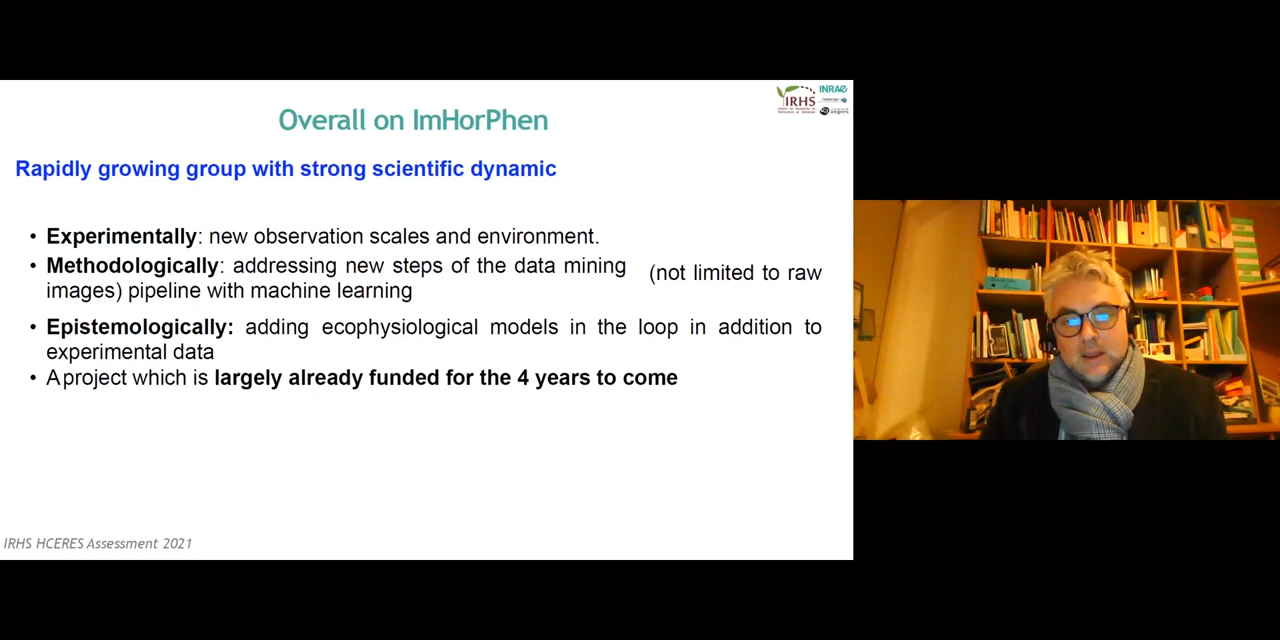 Overall on ImHorPhen
IRHS
INRAE
angers
Rapidly growing group with strong scientific dynamic
• Experimentally: new observation scales and environment.
• Methodologically: addressing new steps of the data mining (not limited to raw
images) pipeline with machine learning
• Epistemologically: adding ecophysiological models in the loop in addition to
experimental data
• A project which is largely already funded for the 4 years to come
IRHS HCERES Assessment 2021